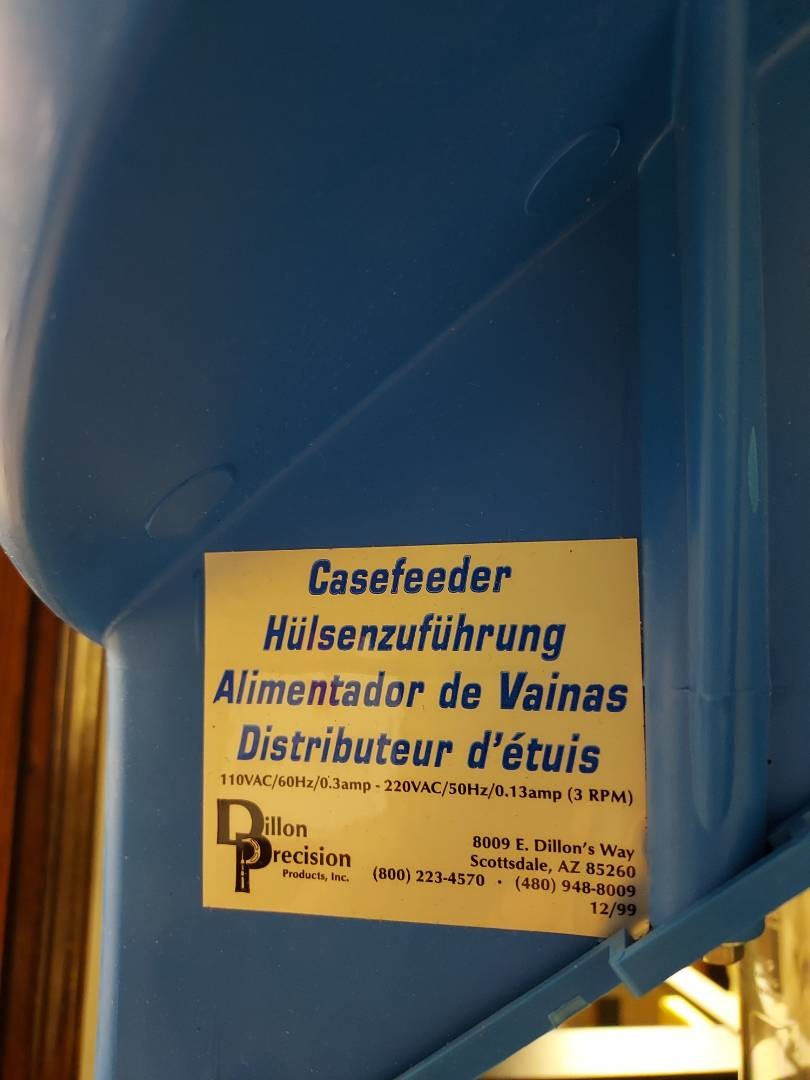 Casefeeder
Hülsenzuführung
Alimentador de Vainas
Distributeur d'étuis
110VAC/60Hz/0.3amp - 220VAC/50Hz/0.13amp (3 RPM)
Dillon
Precision
Products, Inc.
8009 E. Dillon's Way
Scottsdale, AZ 85260
(800) 223-4570 · (480) 948-8009
12/99